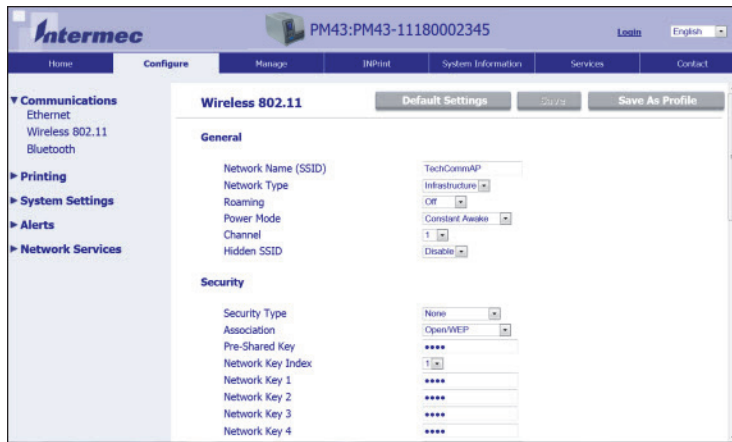 Intermec
PM43:PM43-11180002345
Login
English
Home Configure Manage INPrint System Information Services Contact
Communications
Ethernet
Wireless 802.11
Bluetooth
Printing
System Settings
Alerts
Network Services
Wireless 802.11 Default Settings Save Save As Profile
General
Network Name (SSID) TechCommAP
Network Type Infrastructure
Roaming Off
Power Mode Constant Awake
Channel 1
Hidden SSID Disable
Security
Security Type None
Association Open/WEP
Pre-Shared Key ••••
Network Key Index 1
Network Key 1 ••••
Network Key 2 ••••
Network Key 3 ••••
Network Key 4 ••••